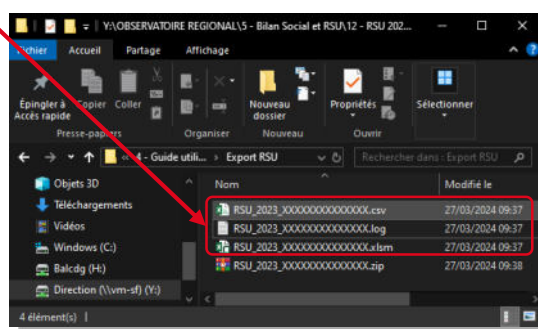 Y:\OBSERVATOIRE REGIONAL\5 - Bilan Social et RSU\12 - RSU 202...
Fichier Accueil Partage Affichage
Épingler à Accès rapide
Copier
Coller
Nouveau dossier
Propriétés
Sélectionner
Presse-papiers Organiser Nouveau Ouvrir
« 4 - Guide utili... › Export RSU
Rechercher dans : Export RSU
Objets 3D
Téléchargements
Vidéos
Windows (C:)
Balcdg (H:)
Direction (\\vm-sf) (Y:)
Nom Modifié le
RSU_2023_XXXXXXXXXXXXXX.csv 27/03/2024 09:37
RSU_2023_XXXXXXXXXXXXXX.log 27/03/2024 09:37
RSU_2023_XXXXXXXXXXXXXX.xlsm 27/03/2024 09:37
RSU_2023_XXXXXXXXXXXXXX.zip 27/03/2024 09:38
4 élément(s)